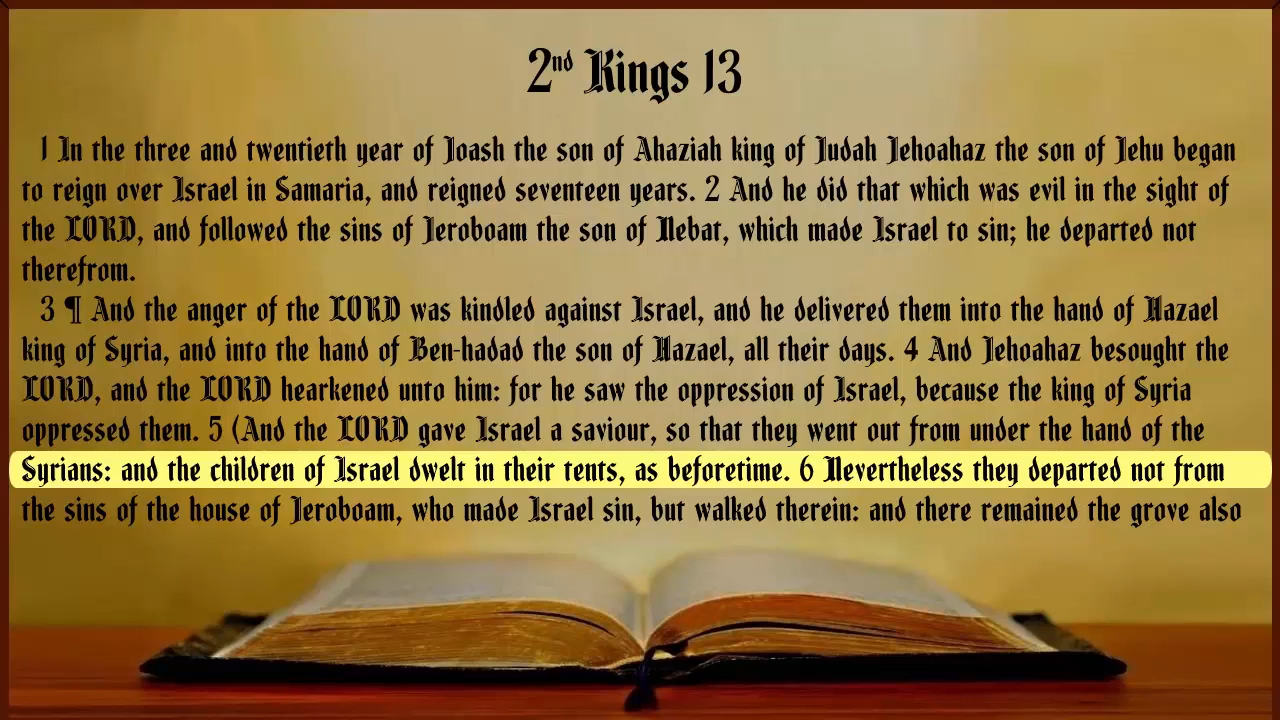 2nd Kings 13
1 In the three and twentieth year of Joash the son of Ahaziah king of Judah Jehoahaz the son of Jehu began
to reign over Israel in Samaria, and reigned seventeen years. 2 And he did that which was evil in the sight of
the LORD, and followed the sins of Jeroboam the son of Nebat, which made Israel to sin; he departed not
therefrom.
3 ¶ And the anger of the LORD was kindled against Israel, and he delivered them into the hand of Hazael
king of Syria, and into the hand of Ben-hadad the son of Hazael, all their days. 4 And Jehoahaz besought the
LORD, and the LORD hearkened unto him: for he saw the oppression of Israel, because the king of Syria
oppressed them. 5 (And the LORD gave Israel a saviour, so that they went out from under the hand of the
Syrians: and the children of Israel dwelt in their tents, as beforetime. 6 Nevertheless they departed not from
the sins of the house of Jeroboam, who made Israel sin, but walked therein: and there remained the grove also